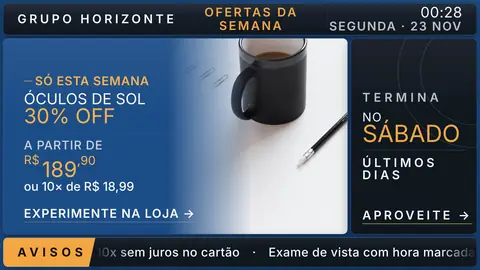 GRUPO HORIZONTE
OFERTAS DA
SEMANA
00:28
SEGUNDA · 23 NOV
SÓ ESTA SEMANA
ÓCULOS DE SOL
30% OFF
A PARTIR DE
R$ 189,90
ou 10× de R$ 18,99
EXPERIMENTE NA LOJA →
TERMINA
NO
SÁBADO
ÚLTIMOS
DIAS
APROVEITE →
AVISOS
10x sem juros no cartão · Exame de vista com hora marcada